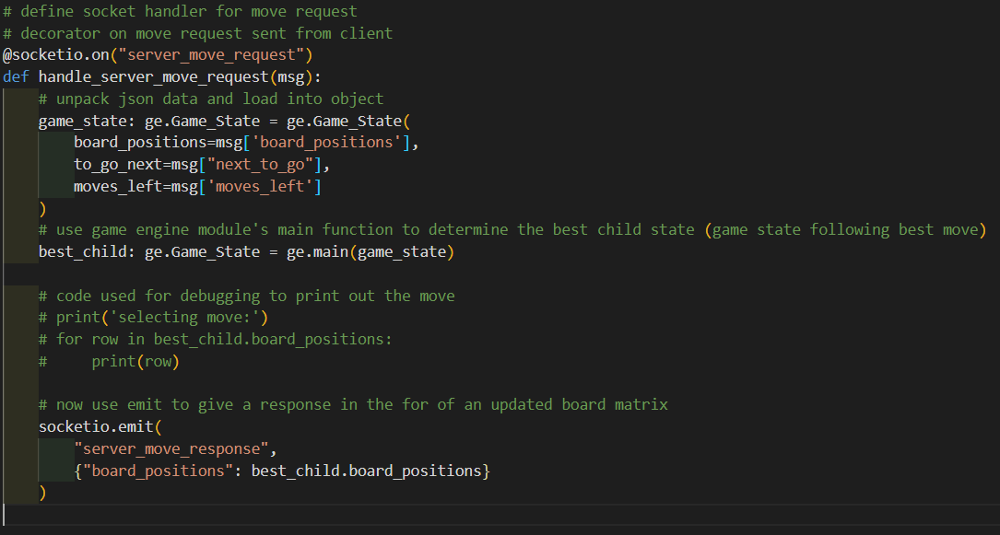 # define socket handler for move request
# decorator on move request sent from client
@socketio.on("server_move_request")
def handle_server_move_request(msg):
    # unpack json data and load into object
    game_state: ge.Game_State = ge.Game_State(
        board_positions=msg['board_positions'],
        to_go_next=msg["next_to_go"],
        moves_left=msg['moves_left']
    )
    # use game engine module's main function to determine the best child state (game state following best move)
    best_child: ge.Game_State = ge.main(game_state)

    # code used for debugging to print out the move
    # print('selecting move:')
    # for row in best_child.board_positions:
    #     print(row)

    # now use emit to give a response in the for of an updated board matrix
    socketio.emit(
        "server_move_response",
        {"board_positions": best_child.board_positions}
    )